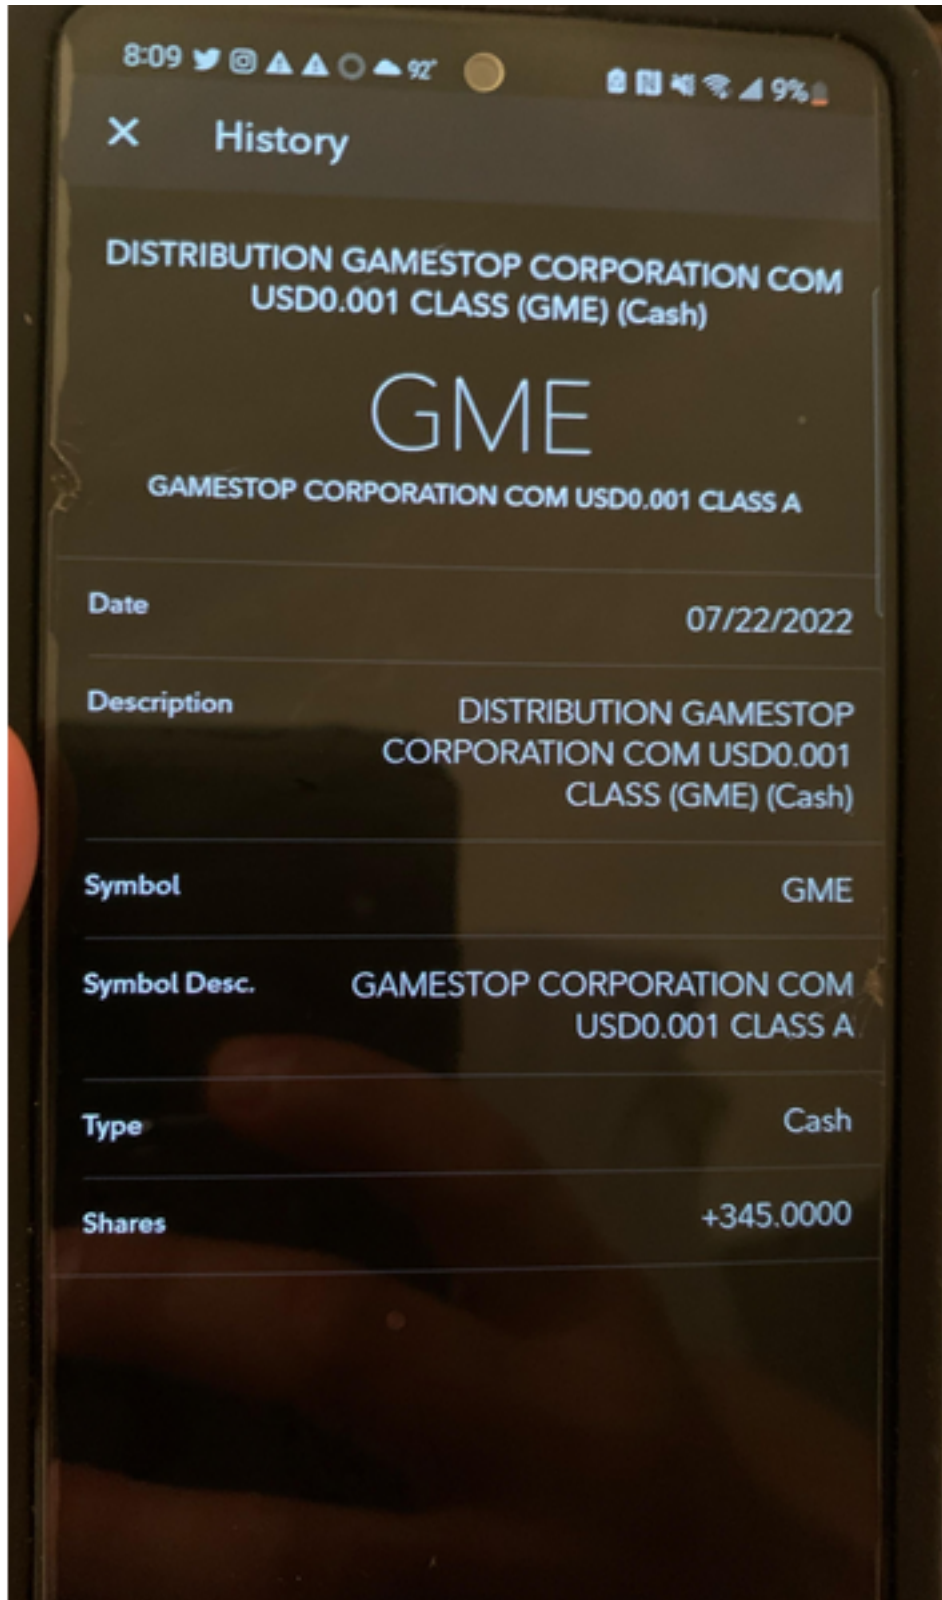 8:09 92° 9%
History
DISTRIBUTION GAMESTOP CORPORATION COM
USD0.001 CLASS (GME) (Cash)
GME
GAMESTOP CORPORATION COM USD0.001 CLASS A
Date 07/22/2022
Description DISTRIBUTION GAMESTOP
CORPORATION COM USD0.001
CLASS (GME) (Cash)
Symbol GME
Symbol Desc. GAMESTOP CORPORATION COM
USD0.001 CLASS A
Type Cash
Shares +345.0000